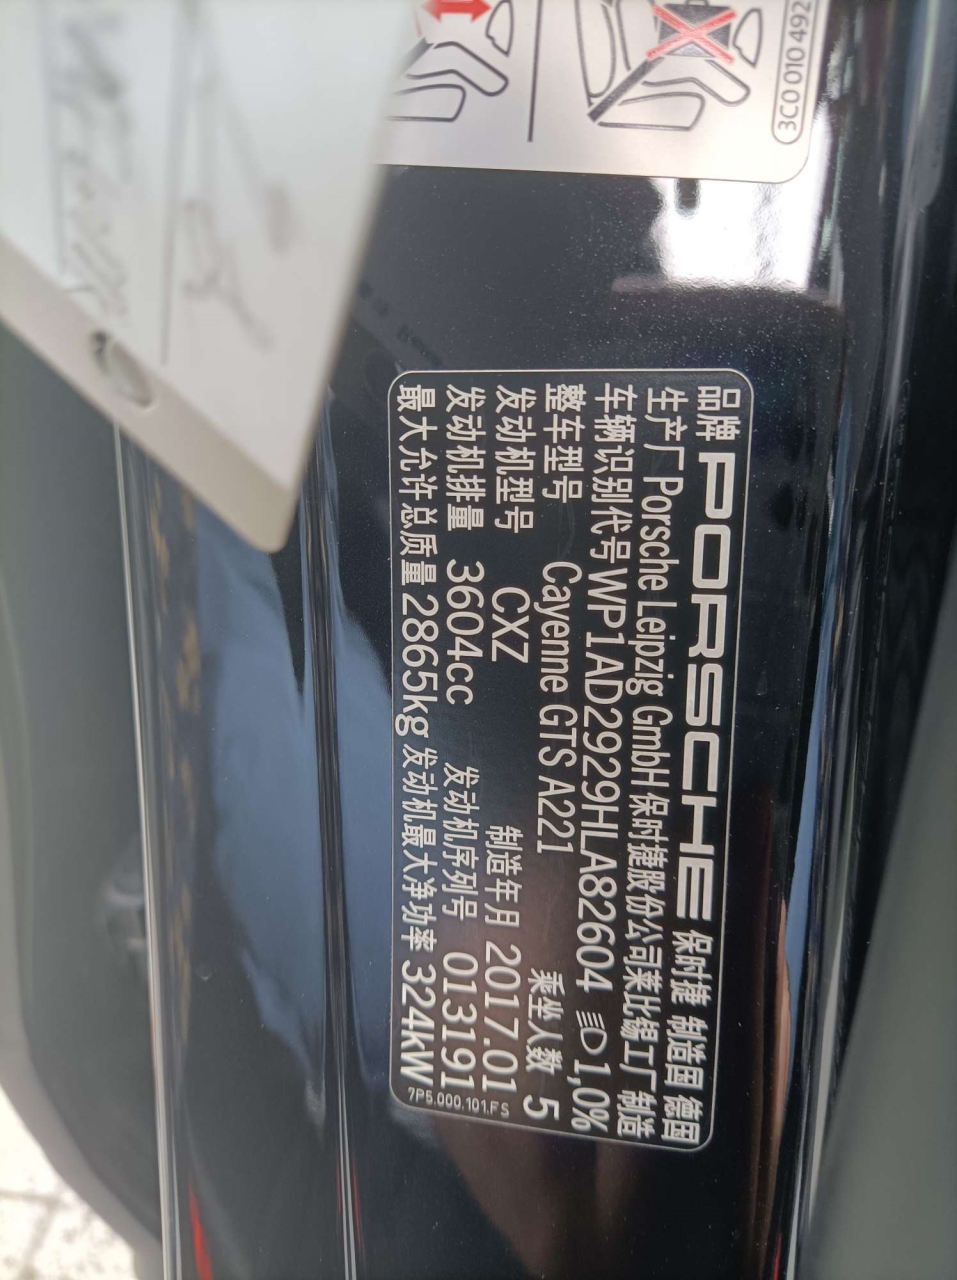 3C0 010 492
品牌 PORSCHE 保时捷 制造国 德国
生产厂 Porsche Leipzig GmbH 保时捷股份公司莱比锡工厂制造
车辆识别代号 WP1AD2929HLA82604 1,0%
整车型号 Cayenne GTS A221 乘坐人数 5
发动机型号 CXZ 制造年月 2017.01
发动机排量 3604cc 发动机序列号 013191
最大允许总质量 2865kg 发动机最大净功率 324kW
7P5.000.101.FS